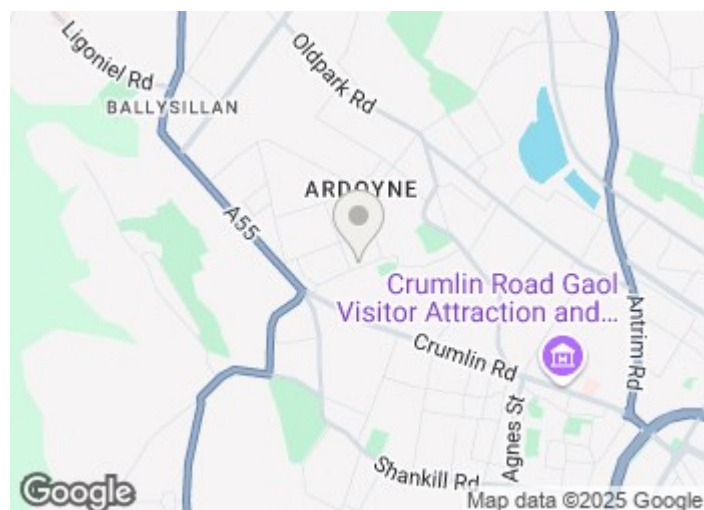 Ligoniel Rd
Oldpark Rd
BALLYSILLAN
ARDOYNE
A55
Crumlin Road Gaol
Visitor Attraction and...
Antrim Rd
Crumlin Rd
Agnes St
Shankill Rd
Google
Map data ©2025 Google